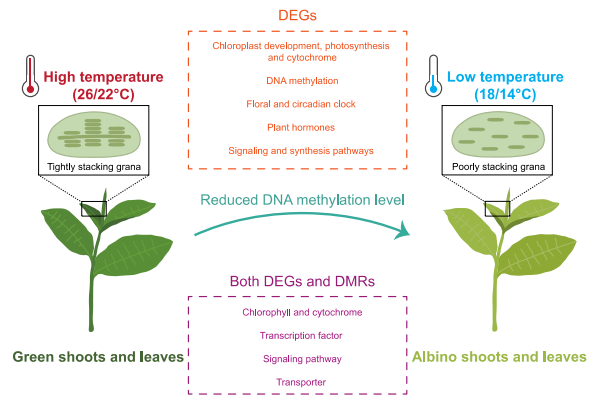 DEGs
Chloroplast development, photosynthesis
and cytochrome
DNA methylation
Floral and circadian clock
Plant hormones
Signaling and synthesis pathways
High temperature
(26/22°C)
Tightly stacking grana
Low temperature
(18/14°C)
Poorly stacking grana
Reduced DNA methylation level
Both DEGs and DMRs
Chlorophyll and cytochrome
Transcription factor
Signaling pathway
Transporter
Green shoots and leaves
Albino shoots and leaves